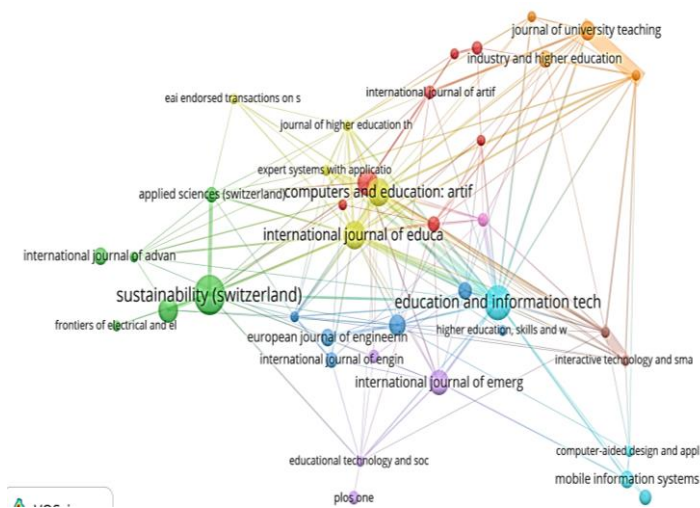 journal of university teaching
industry and higher education
international journal of artif
eai endorsed transactions on s
journal of higher education th
expert systems with applicatio
applied sciences (switzerland)
computers and education: artif
international journal of educa
international journal of advan
sustainability (switzerland)
education and information tech
frontiers of electrical and el
higher education, skills and w
european journal of engineerin
international journal of engin
interactive technology and sma
international journal of emerg
computer-aided design and appl
educational technology and soc
mobile information systems
plos one